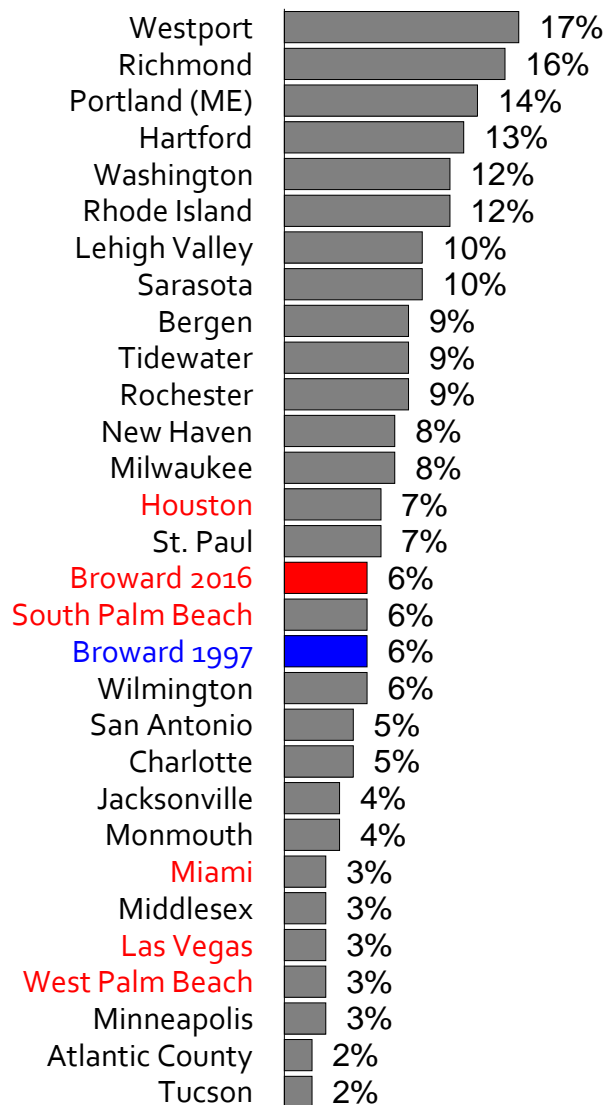 Westport 17%
Richmond 16%
Portland (ME) 14%
Hartford 13%
Washington 12%
Rhode Island 12%
Lehigh Valley 10%
Sarasota 10%
Bergen 9%
Tidewater 9%
Rochester 9%
New Haven 8%
Milwaukee 8%
Houston 7%
St. Paul 7%
Broward 2016 6%
South Palm Beach 6%
Broward 1997 6%
Wilmington 6%
San Antonio 5%
Charlotte 5%
Jacksonville 4%
Monmouth 4%
Miami 3%
Middlesex 3%
Las Vegas 3%
West Palm Beach 3%
Minneapolis 3%
Atlantic County 2%
Tucson 2%